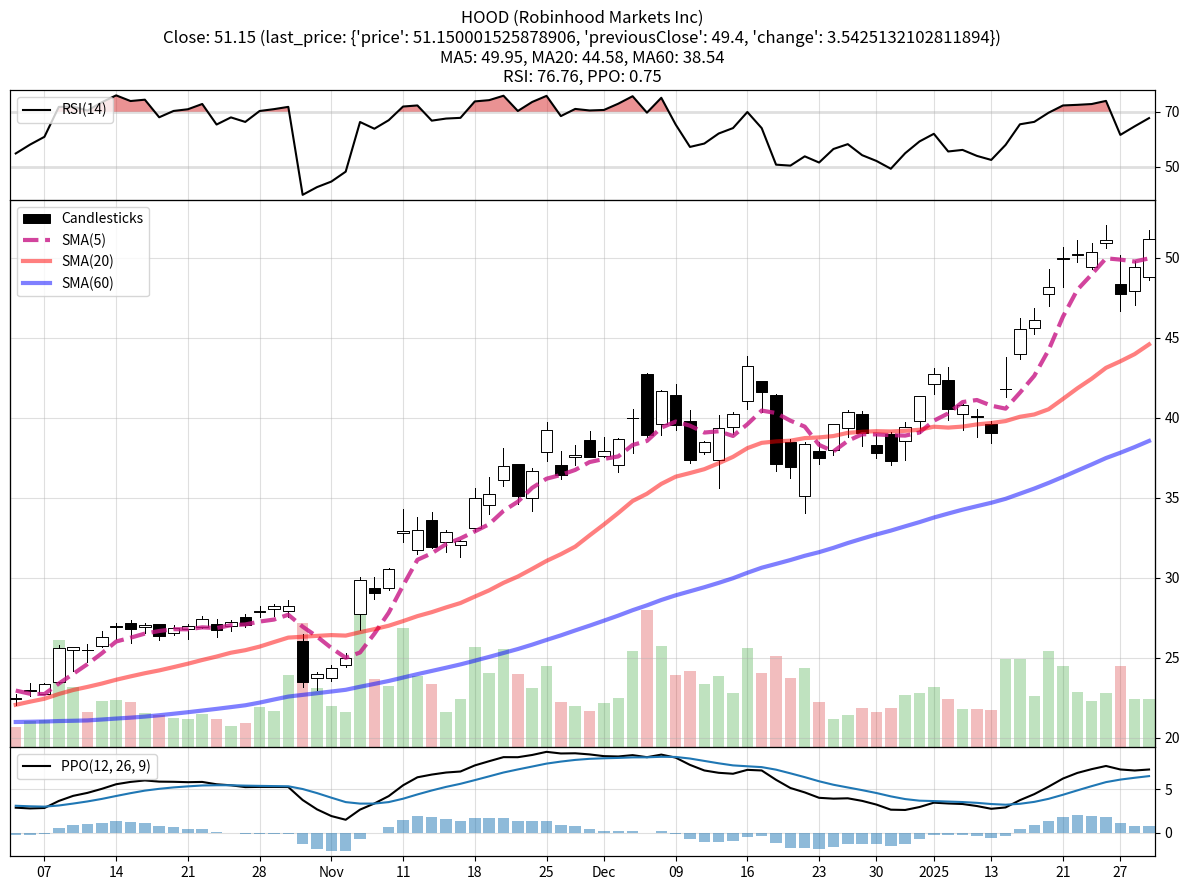 HOOD (Robinhood Markets Inc)
Close: 51.15 (last_price: {'price': 51.150001525878906, 'previousClose': 49.4, 'change': 3.5425132102811894})
MA5: 49.95, MA20: 44.58, MA60: 38.54
RSI: 76.76, PPO: 0.75
RSI(14)
70
50
Candlesticks
SMA(5)
SMA(20)
SMA(60)
50
45
40
35
30
25
20
PPO(12, 26, 9)
5
0
07 14 21 28 Nov 11 18 25 Dec 09 16 23 30 2025 13 21 27